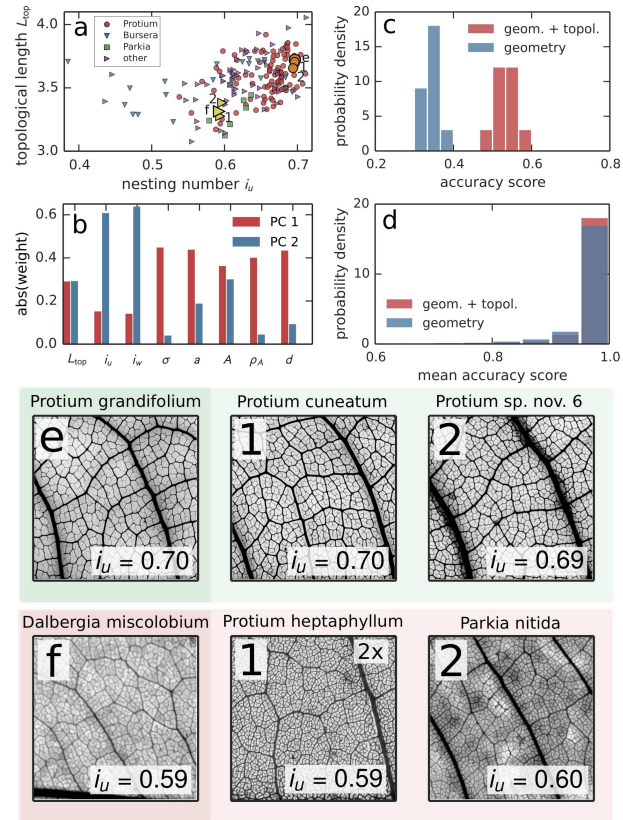 a
topological length L_top
4.0
3.5
3.0
0.4
0.5
0.6
0.7
nesting number i_u
Protium
Bursera
Parkia
other
e
2
2
f
1
c
probability density
20
10
0
0.2
0.4
0.6
0.8
accuracy score
geom. + topol.
geometry
b
abs(weight)
0.6
0.4
0.2
0.0
L_top i_u i_w σ a A ρ_A d
PC 1
PC 2
d
probability density
20
10
0
0.6
0.8
1.0
mean accuracy score
geom. + topol.
geometry
Protium grandifolium
e
i_u = 0.70
Protium cuneatum
1
i_u = 0.70
Protium sp. nov. 6
2
i_u = 0.69
Dalbergia miscolobium
f
i_u = 0.59
Protium heptaphyllum
1
2x
i_u = 0.59
Parkia nitida
2
i_u = 0.60